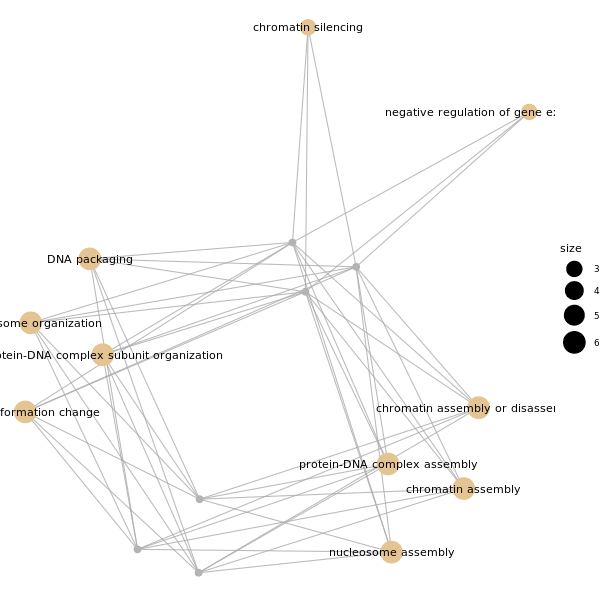 chromatin silencing
negative regulation of gene e
DNA packaging
size
3
4
5
6
some organization
tein-DNA complex subunit organization
formation change
chromatin assembly or disasse
protein-DNA complex assembly
chromatin assembly
nucleosome assembly